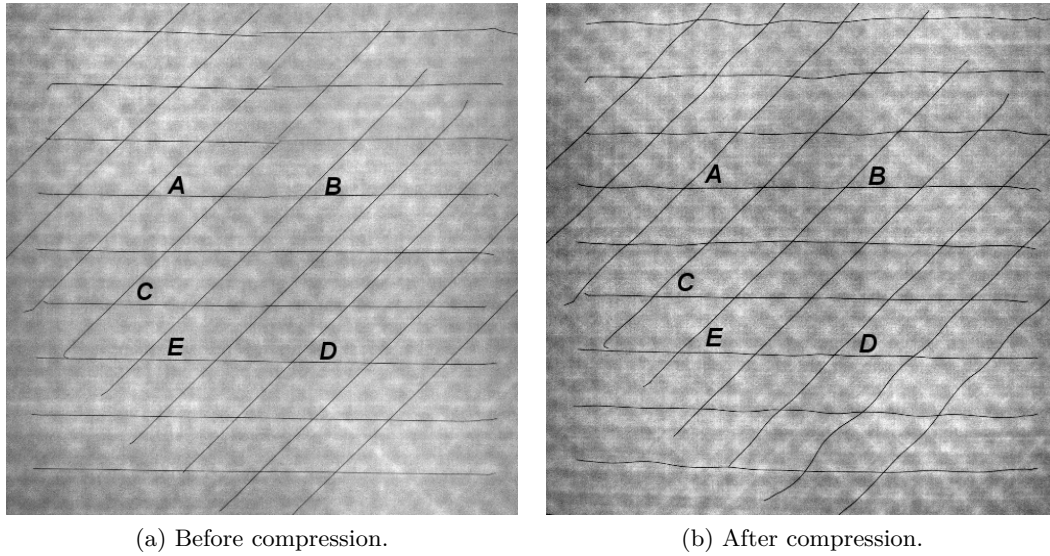 A B
C
E D
A B
C
E D
(a) Before compression.
(b) After compression.